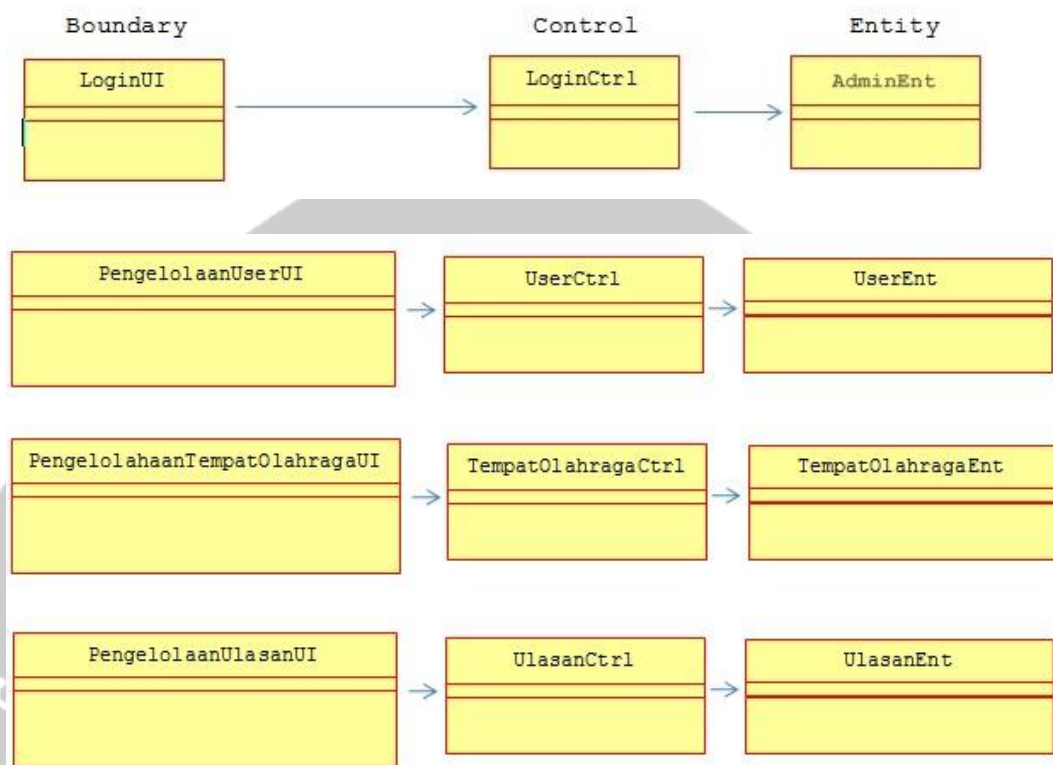 Boundary Control Entity
LoginUI LoginCtrl AdminEnt
PengelolaanUserUI UserCtrl UserEnt
PengelolahaanTempatOlahragaUI TempatOlahragaCtrl TempatOlahragaEnt
PengelolaanUlasanUI UlasanCtrl UlasanEnt